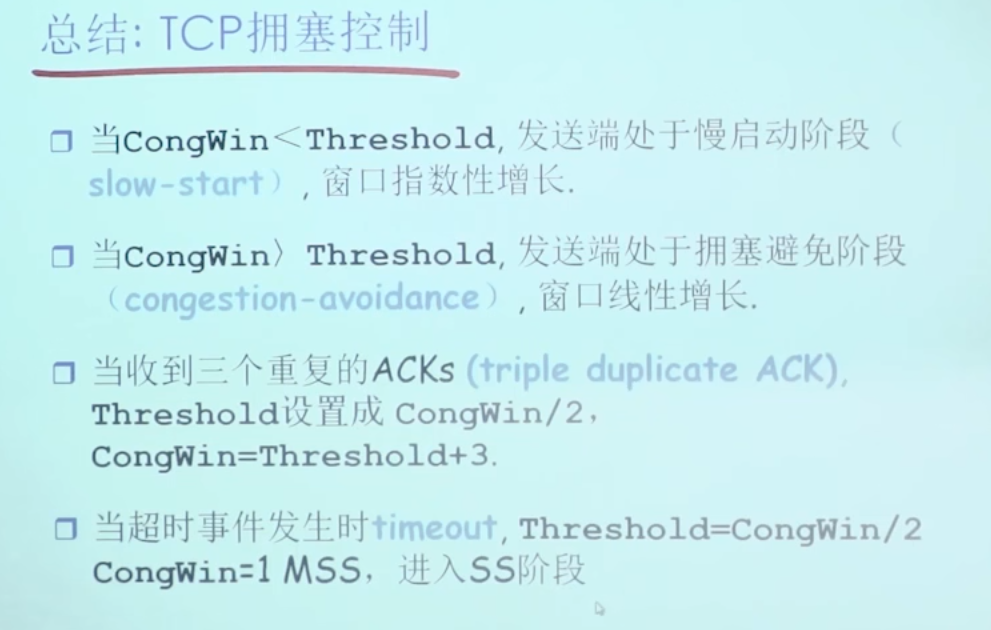 总结: TCP拥塞控制
当CongWin<Threshold, 发送端处于慢启动阶段（
slow-start）, 窗口指数性增长.
当CongWin〉Threshold, 发送端处于拥塞避免阶段
（congestion-avoidance）, 窗口线性增长.
当收到三个重复的ACKs (triple duplicate ACK),
Threshold设置成 CongWin/2,
CongWin=Threshold+3.
当超时事件发生时timeout, Threshold=CongWin/2
CongWin=1 MSS，进入SS阶段